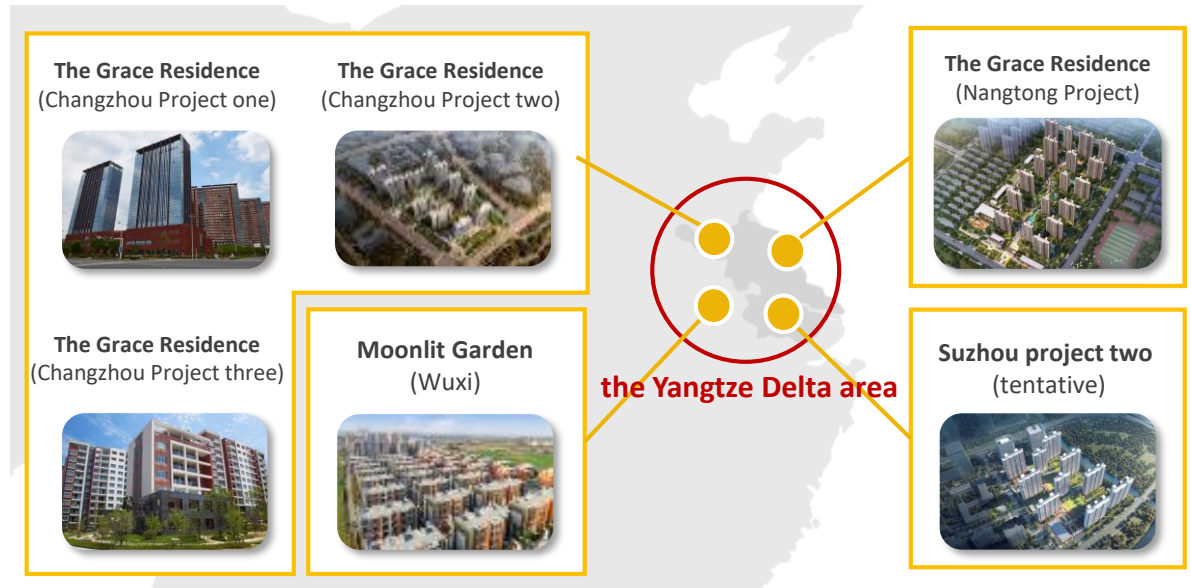 The Grace Residence
(Changzhou Project one)
The Grace Residence
(Changzhou Project two)
The Grace Residence
(Changzhou Project three)
Moonlit Garden
(Wuxi)
the Yangtze Delta area
The Grace Residence
(Nangtong Project)
Suzhou project two
(tentative)